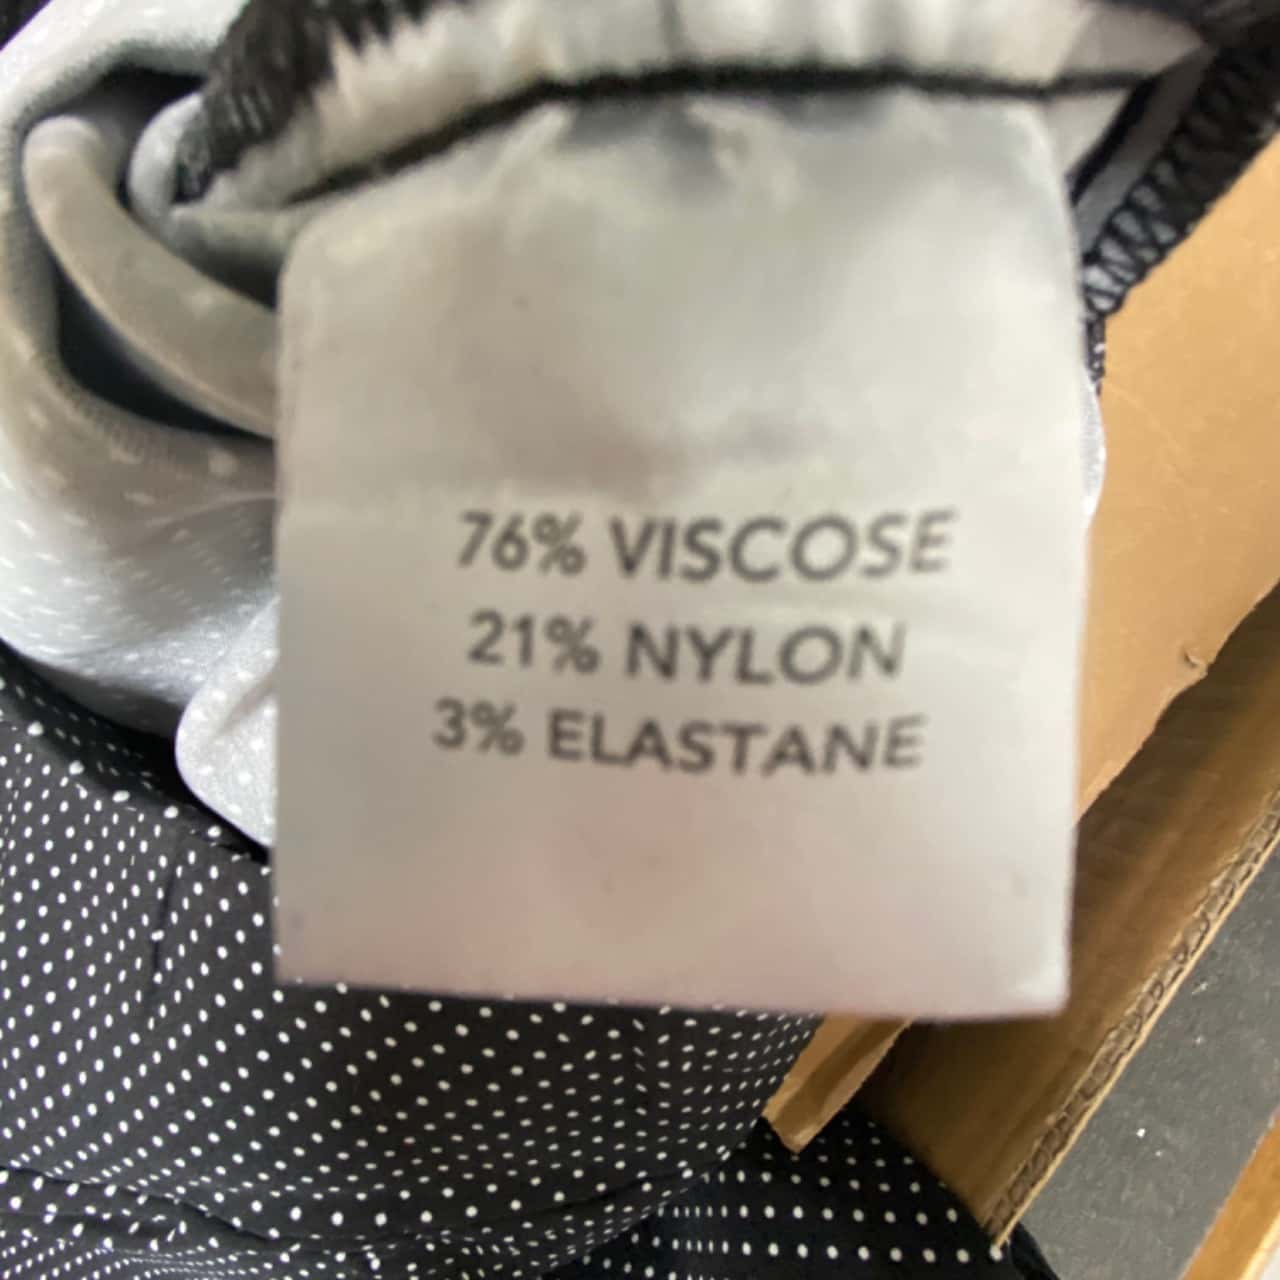 76% VISCOSE
21% NYLON
3% ELASTANE